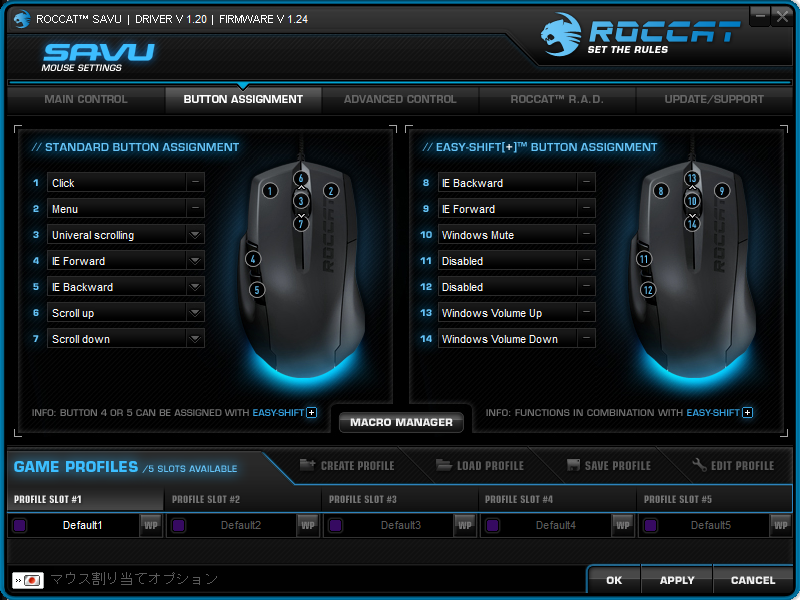 ROCCAT™ SAVU | DRIVER V 1.20 | FIRMWARE V 1.24
ROCCAT
SET THE RULES
SAVU
MOUSE SETTINGS
MAIN CONTROL BUTTON ASSIGNMENT ADVANCED CONTROL ROCCAT™ R.A.D. UPDATE/SUPPORT
// STANDARD BUTTON ASSIGNMENT
1 Click
2 Menu
3 Univeral scrolling
4 IE Forward
5 IE Backward
6 Scroll up
7 Scroll down
1 6 2
3
7
4
5
ROCCAT
INFO: BUTTON 4 OR 5 CAN BE ASSIGNED WITH EASY-SHIFT[+]
// EASY-SHIFT[+]™ BUTTON ASSIGNMENT
8 IE Backward
9 IE Forward
10 Windows Mute
11 Disabled
12 Disabled
13 Windows Volume Up
14 Windows Volume Down
8 13 9
10
14
11
12
ROCCAT
INFO: FUNCTIONS IN COMBINATION WITH EASY-SHIFT[+]
MACRO MANAGER
GAME PROFILES /5 SLOTS AVAILABLE CREATE PROFILE LOAD PROFILE SAVE PROFILE EDIT PROFILE
PROFILE SLOT #1 PROFILE SLOT #2 PROFILE SLOT #3 PROFILE SLOT #4 PROFILE SLOT #5
Default1 WP Default2 WP Default3 WP Default4 WP Default5 WP
» マウス割り当てオプション
OK APPLY CANCEL